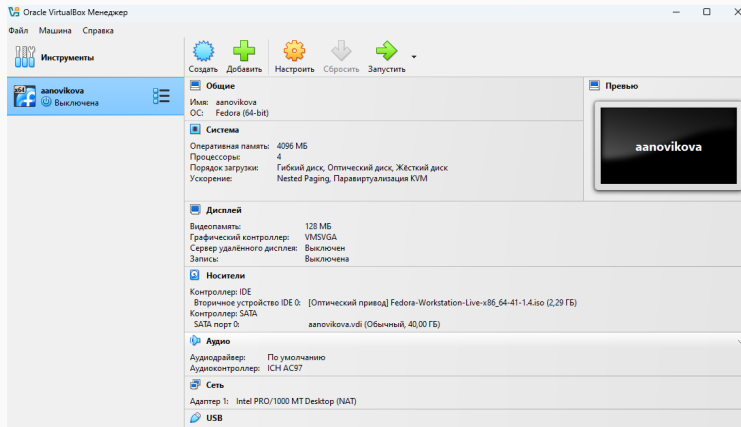 Oracle VirtualBox Менеджер
Файл Машина Справка
Инструменты
Создать Добавить Настроить Сбросить Запустить
x64
aanovikova
Выключена
Общие
Имя: aanovikova
ОС: Fedora (64-bit)
Превью
aanovikova
Система
Оперативная память: 4096 МБ
Процессоры: 4
Порядок загрузки: Гибкий диск, Оптический диск, Жёсткий диск
Ускорение: Nested Paging, Паравиртуализация KVM
Дисплей
Видеопамять: 128 МБ
Графический контроллер: VMSVGA
Сервер удалённого дисплея: Выключен
Запись: Выключена
Носители
Контроллер: IDE
Вторичное устройство IDE 0: [Оптический привод] Fedora-Workstation-Live-x86_64-41-1.4.iso (2,29 ГБ)
Контроллер: SATA
SATA порт 0: aanovikova.vdi (Обычный, 40,00 ГБ)
Аудио
Аудиодрайвер: По умолчанию
Аудиоконтроллер: ICH AC97
Сеть
Адаптер 1: Intel PRO/1000 MT Desktop (NAT)
USB